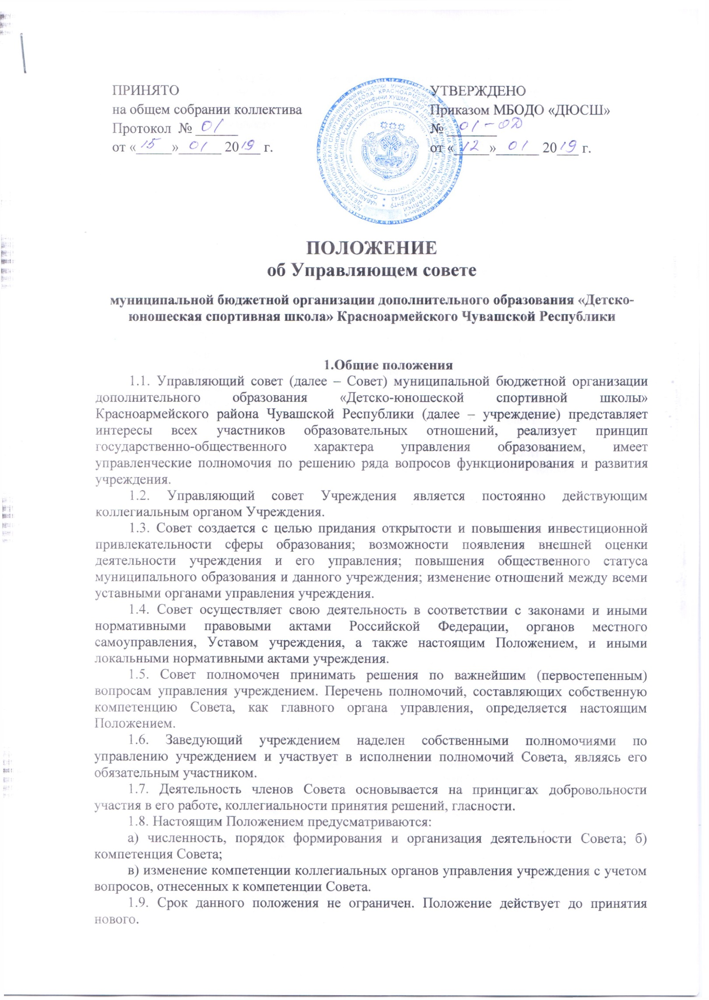 ПРИНЯТО
на общем собрании коллектива
Протокол № 01
от «15» 01 2019 г.
УТВЕРЖДЕНО
Приказом МБОДО «ДЮСШ»
№ 01-ОД
от «12» 01 2019 г.
ПОЛОЖЕНИЕ
об Управляющем совете
муниципальной бюджетной организации дополнительного образования «Детско-
юношеская спортивная школа» Красноармейского Чувашской Республики
1.Общие положения
1.1. Управляющий совет (далее – Совет) муниципальной бюджетной организации
дополнительного образования «Детско-юношеской спортивной школы»
Красноармейского района Чувашской Республики (далее – учреждение) представляет
интересы всех участников образовательных отношений, реализует принцип
государственно-общественного характера управления образованием, имеет
управленческие полномочия по решению ряда вопросов функционирования и развития
учреждения.
1.2. Управляющий совет Учреждения является постоянно действующим
коллегиальным органом Учреждения.
1.3. Совет создается с целью придания открытости и повышения инвестиционной
привлекательности сферы образования; возможности появления внешней оценки
деятельности учреждения и его управления; повышения общественного статуса
муниципального образования и данного учреждения; изменение отношений между всеми
уставными органами управления учреждения.
1.4. Совет осуществляет свою деятельность в соответствии с законами и иными
нормативными правовыми актами Российской Федерации, органов местного
самоуправления, Уставом учреждения, а также настоящим Положением, и иными
локальными нормативными актами учреждения.
1.5. Совет полномочен принимать решения по важнейшим (первостепенным)
вопросам управления учреждением. Перечень полномочий, составляющих собственную
компетенцию Совета, как главного органа управления, определяется настоящим
Положением.
1.6. Заведующий учреждением наделен собственными полномочиями по
управлению учреждением и участвует в исполнении полномочий Совета, являясь его
обязательным участником.
1.7. Деятельность членов Совета основывается на принципах добровольности
участия в его работе, коллегиальности принятия решений, гласности.
1.8. Настоящим Положением предусматриваются:
а) численность, порядок формирования и организация деятельности Совета; б)
компетенция Совета;
в) изменение компетенции коллегиальных органов управления учреждения с учетом
вопросов, отнесенных к компетенции Совета.
1.9. Срок данного положения не ограничен. Положение действует до принятия
нового.